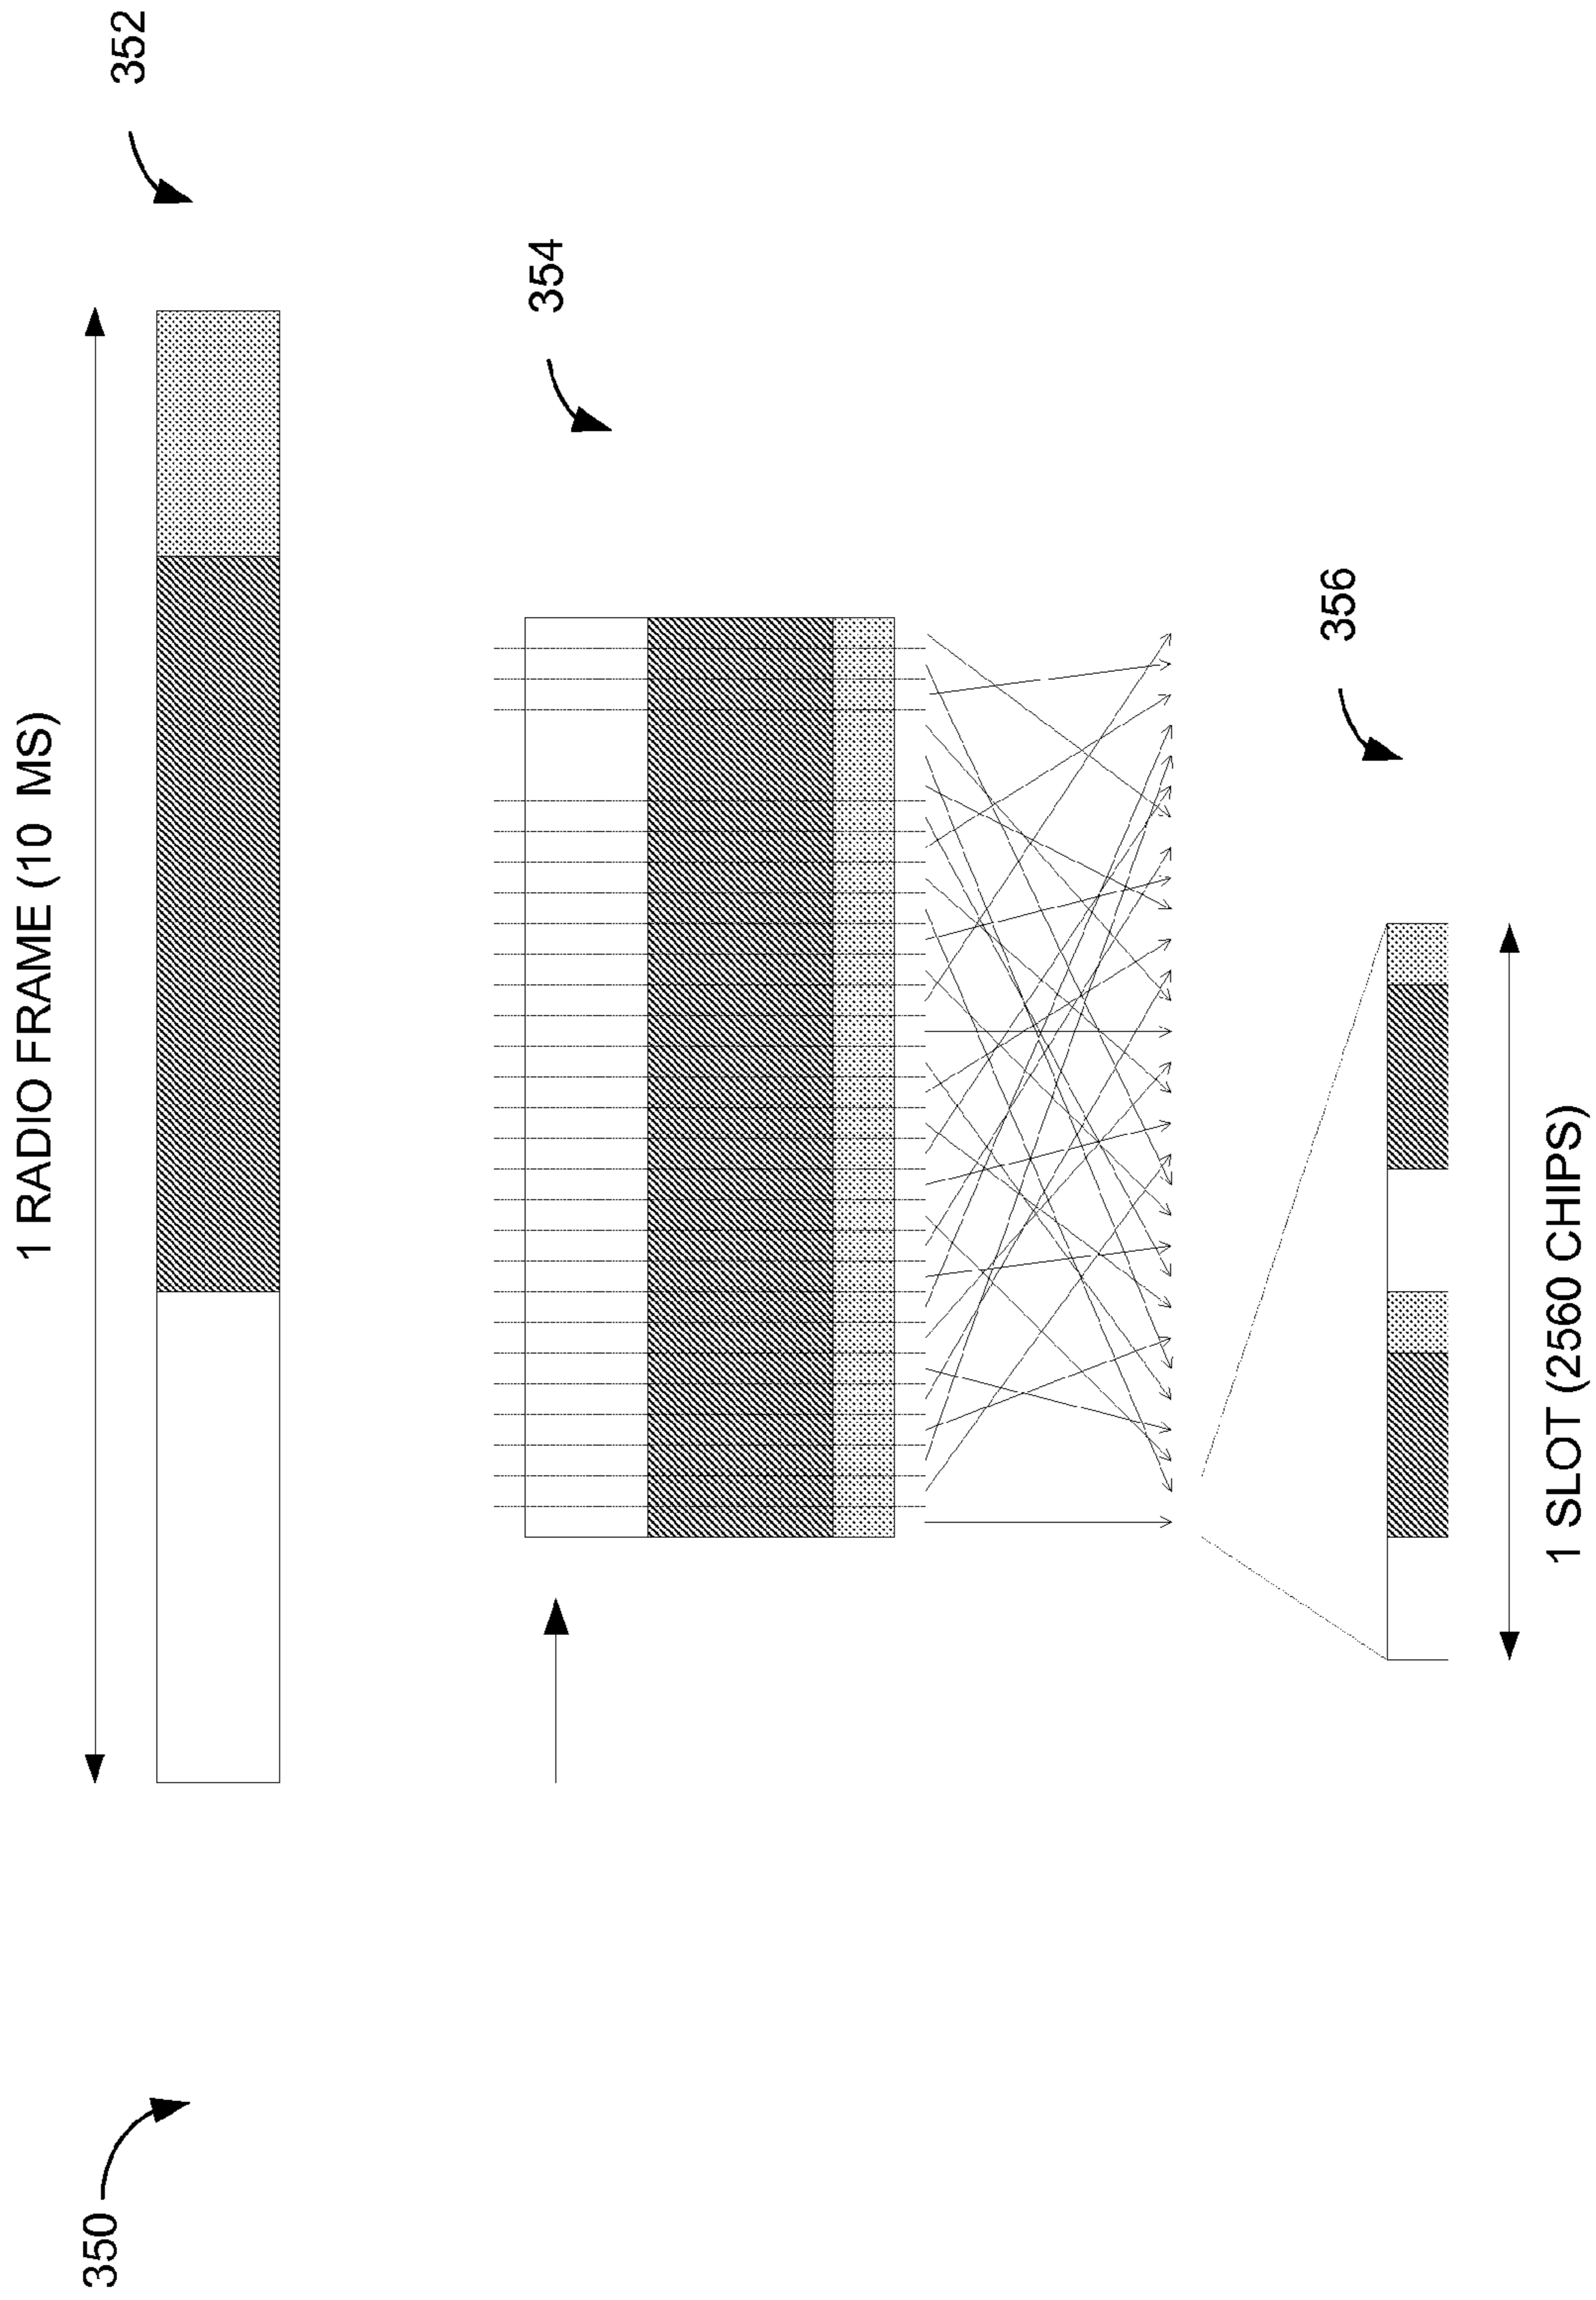 350
1 RADIO FRAME (10 MS)
352
354
356
1 SLOT (2560 CHIPS)